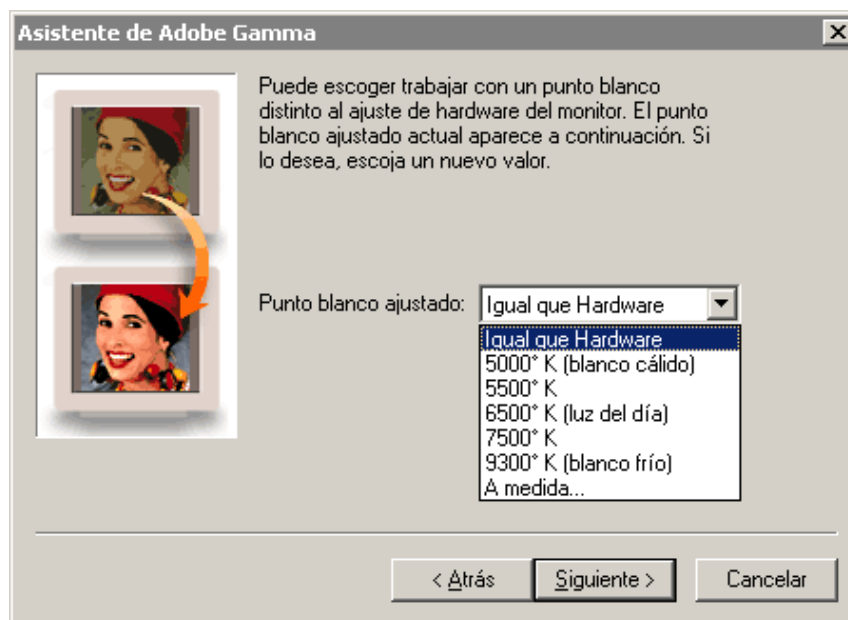 Asistente de Adobe Gamma
Puede escoger trabajar con un punto blanco
distinto al ajuste de hardware del monitor. El punto
blanco ajustado actual aparece a continuación. Si
lo desea, escoja un nuevo valor.
Punto blanco ajustado: Igual que Hardware
Igual que Hardware
5000° K (blanco cálido)
5500° K
6500° K (luz del día)
7500° K
9300° K (blanco frío)
A medida...
< Atrás Siguiente > Cancelar